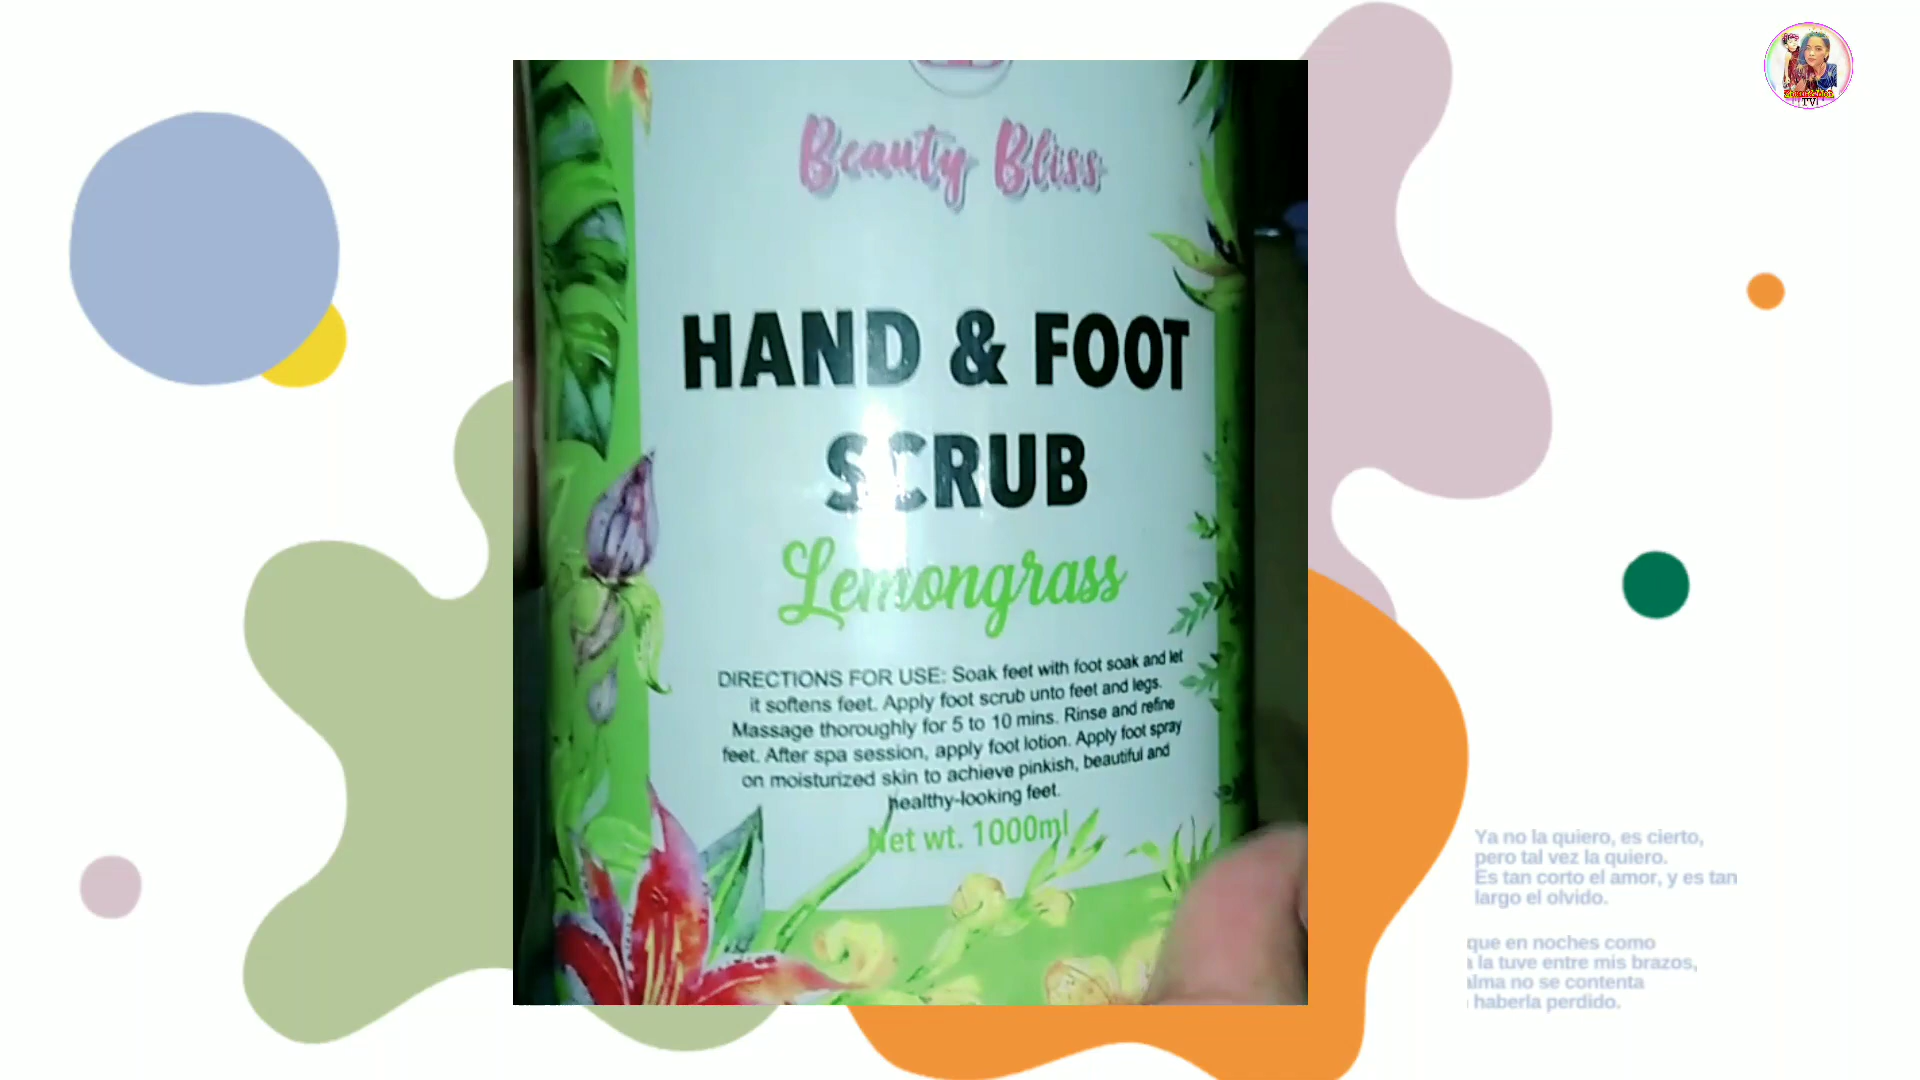 Beauty Bliss
HAND & FOOT
SCRUB
Lemongrass
DIRECTIONS FOR USE: Soak feet with foot soak and let
it softens feet. Apply foot scrub unto feet and legs.
Massage thoroughly for 5 to 10 mins. Rinse and refine
feet. After spa session, apply foot lotion. Apply foot spray
on moisturized skin to achieve pinkish, beautiful and
healthy-looking feet.
Net wt. 1000ml
Ya no la quiero, es cierto,
pero tal vez la quiero.
Es tan corto el amor, y es tan
largo el olvido.
que en noches como
la tuve entre mis brazos,
alma no se contenta
haberla perdido.
TV